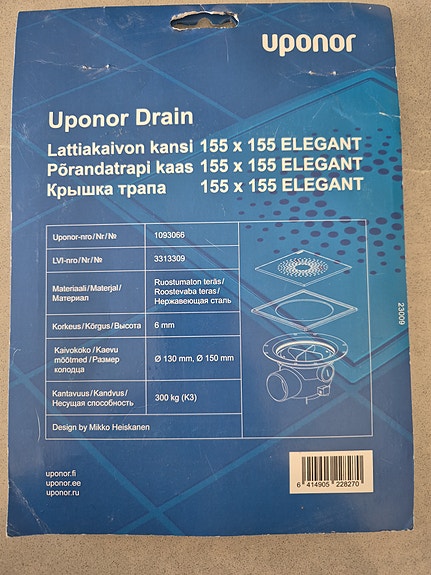 uponor
Uponor Drain
Lattiakaivon kansi 155 x 155 ELEGANT
Põrandatrapi kaas 155 x 155 ELEGANT
Крышка трапа 155 x 155 ELEGANT
Uponor-nro/Nr/№ 1093066
LVI-nro/Nr/№ 3313309
Materiaali/Materjal/ Ruostumaton teräs/
Материал Roostevaba teras/
Нержавеющая сталь
Korkeus/Kõrgus/Высота 6 mm
Kaivokoko/Kaevu Ø 130 mm, Ø 150 mm
mõõtmed/Размер
колодца
Kantavuus/Kandvus/ 300 kg (K3)
Несущая способность
Design by Mikko Heiskanen
23009
uponor.fi
uponor.ee
uponor.ru
6 414905 228270